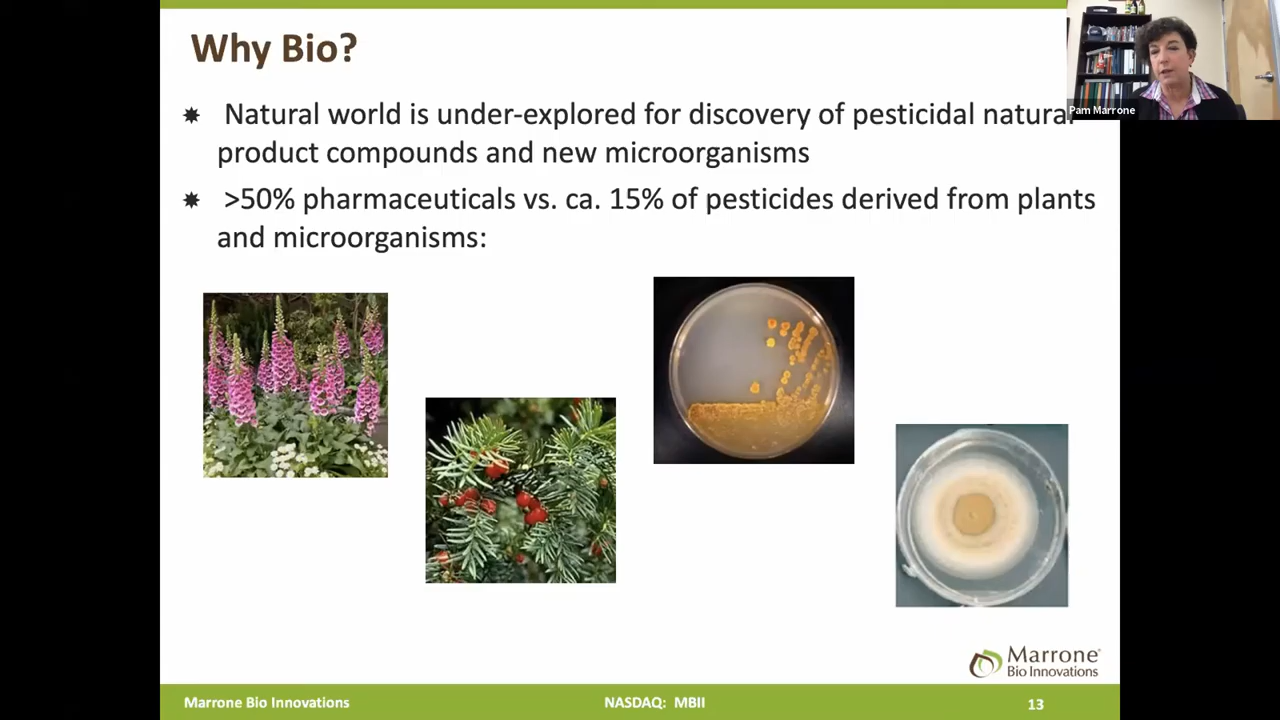 Why Bio?
Pam Marrone
Natural world is under-explored for discovery of pesticidal natural
product compounds and new microorganisms
>50% pharmaceuticals vs. ca. 15% of pesticides derived from plants
and microorganisms:
Marrone
Bio Innovations
Marrone Bio Innovations
NASDAQ: MBII
13